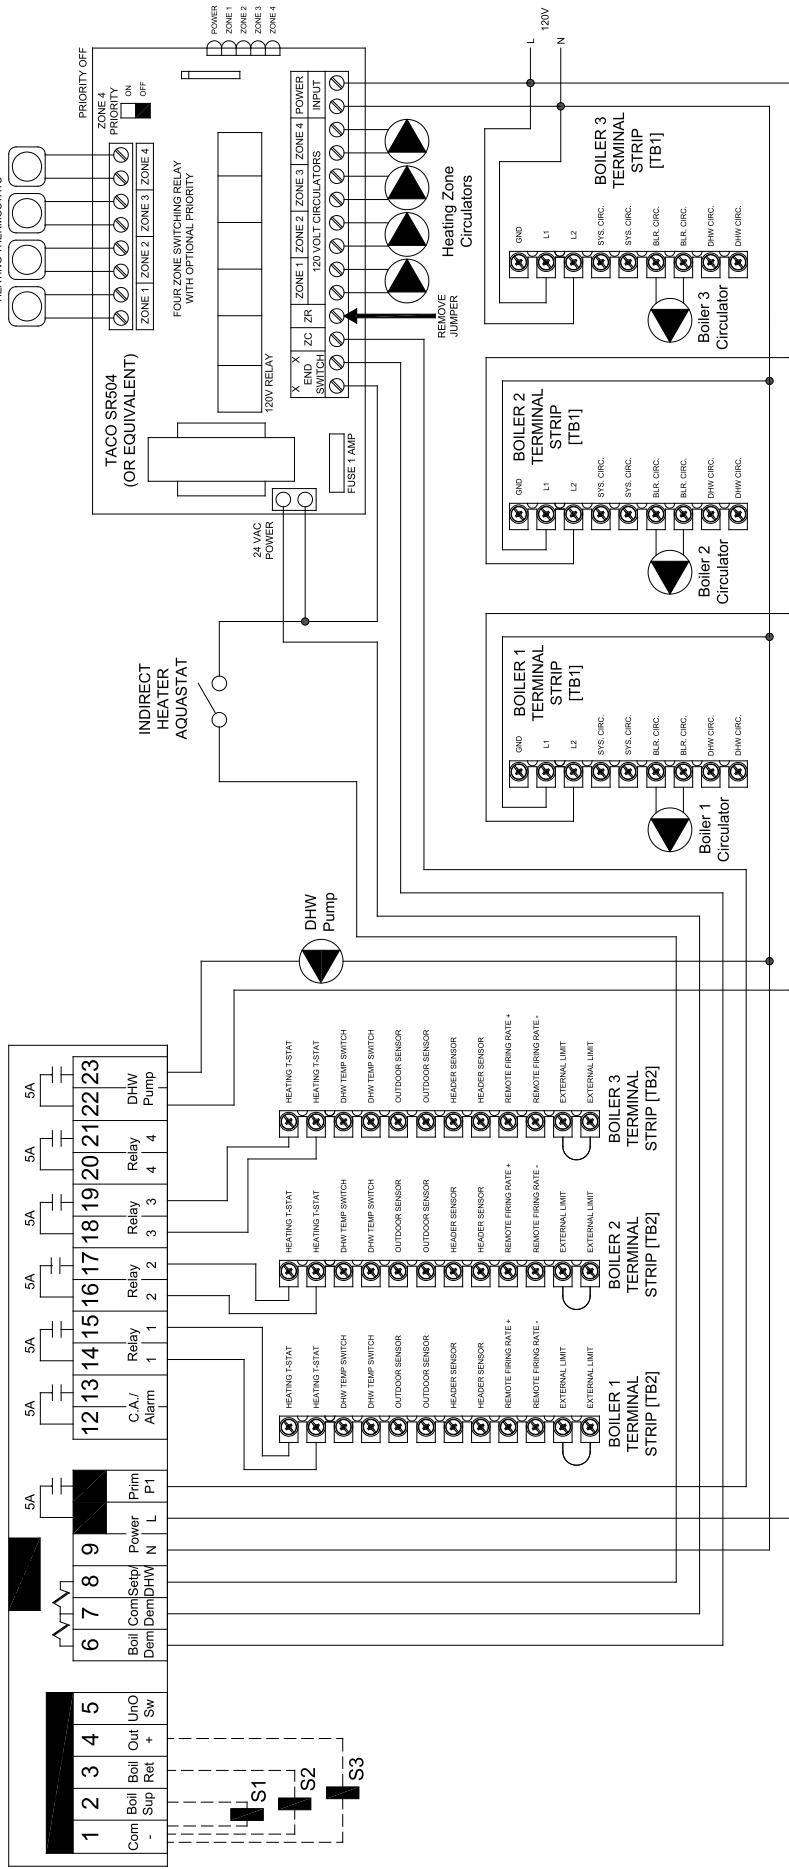 1 2 3 4 5
Com - Boil Sup Boil Ret Out + UnO Sw
6 7 8 9
Boil Dem Com Dem Setp/ DHW
Power N L
Prim P1
12 13 14 15 16 17 18 19 20 21 22 23
C.A./ Alarm
Relay 1 1
Relay 2 2
Relay 3 3
Relay 4 4
DHW Pump
5A
5A
5A
5A
5A
5A
5A
S1
S2
S3
HEATING T-STAT
HEATING T-STAT
DHW TEMP SWITCH
DHW TEMP SWITCH
OUTDOOR SENSOR
OUTDOOR SENSOR
HEADER SENSOR
HEADER SENSOR
REMOTE FIRING RATE +
REMOTE FIRING RATE -
EXTERNAL LIMIT
EXTERNAL LIMIT
BOILER 1
TERMINAL
STRIP [TB2]
HEATING T-STAT
HEATING T-STAT
DHW TEMP SWITCH
DHW TEMP SWITCH
OUTDOOR SENSOR
OUTDOOR SENSOR
HEADER SENSOR
HEADER SENSOR
REMOTE FIRING RATE +
REMOTE FIRING RATE -
EXTERNAL LIMIT
EXTERNAL LIMIT
BOILER 2
TERMINAL
STRIP [TB2]
HEATING T-STAT
HEATING T-STAT
DHW TEMP SWITCH
DHW TEMP SWITCH
OUTDOOR SENSOR
OUTDOOR SENSOR
HEADER SENSOR
HEADER SENSOR
REMOTE FIRING RATE +
REMOTE FIRING RATE -
EXTERNAL LIMIT
EXTERNAL LIMIT
BOILER 3
TERMINAL
STRIP [TB2]
DHW
Pump
INDIRECT
HEATER
AQUASTAT
24 VAC
POWER
TACO SR504
(OR EQUIVALENT)
FUSE 1 AMP
120V RELAY
FOUR ZONE SWITCHING RELAY
WITH OPTIONAL PRIORITY
ZONE 1 ZONE 2 ZONE 3 ZONE 4
ZONE 4
PRIORITY
ON
OFF
PRIORITY OFF
POWER
ZONE 1
ZONE 2
ZONE 3
ZONE 4
X X
END
SWITCH
ZC
ZR
ZONE 1 ZONE 2 ZONE 3 ZONE 4
120 VOLT CIRCULATORS
POWER
INPUT
REMOVE
JUMPER
Heating Zone
Circulators
120V
L
N
BOILER 1
TERMINAL
STRIP
[TB1]
GND
L1
L2
SYS. CIRC.
SYS. CIRC.
BLR. CIRC.
BLR. CIRC.
DHW CIRC.
DHW CIRC.
Boiler 1
Circulator
BOILER 2
TERMINAL
STRIP
[TB1]
GND
L1
L2
SYS. CIRC.
SYS. CIRC.
BLR. CIRC.
BLR. CIRC.
DHW CIRC.
DHW CIRC.
Boiler 2
Circulator
BOILER 3
TERMINAL
STRIP
[TB1]
GND
L1
L2
SYS. CIRC.
SYS. CIRC.
BLR. CIRC.
BLR. CIRC.
DHW CIRC.
DHW CIRC.
Boiler 3
Circulator